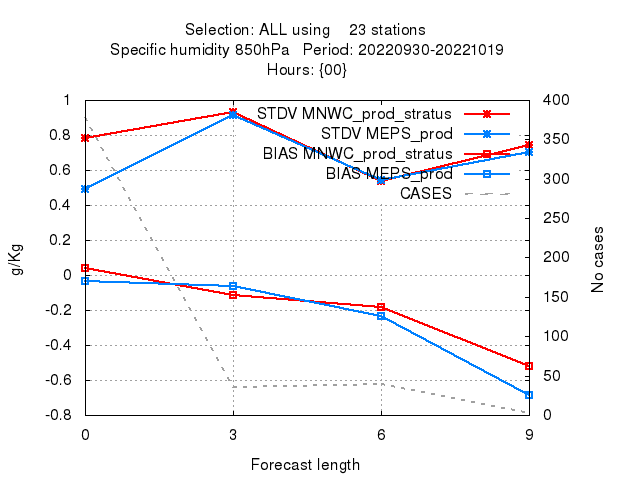 Selection: ALL using    23 stations
Specific humidity 850hPa   Period: 20220930-20221019
Hours: {00}
STDV MNWC_prod_stratus
STDV MEPS_prod
BIAS MNWC_prod_stratus
BIAS MEPS_prod
CASES
1
0.8
0.6
0.4
0.2
0
-0.2
-0.4
-0.6
-0.8
g/Kg
400
350
300
250
200
150
100
50
0
No cases
0 3 6 9
Forecast length